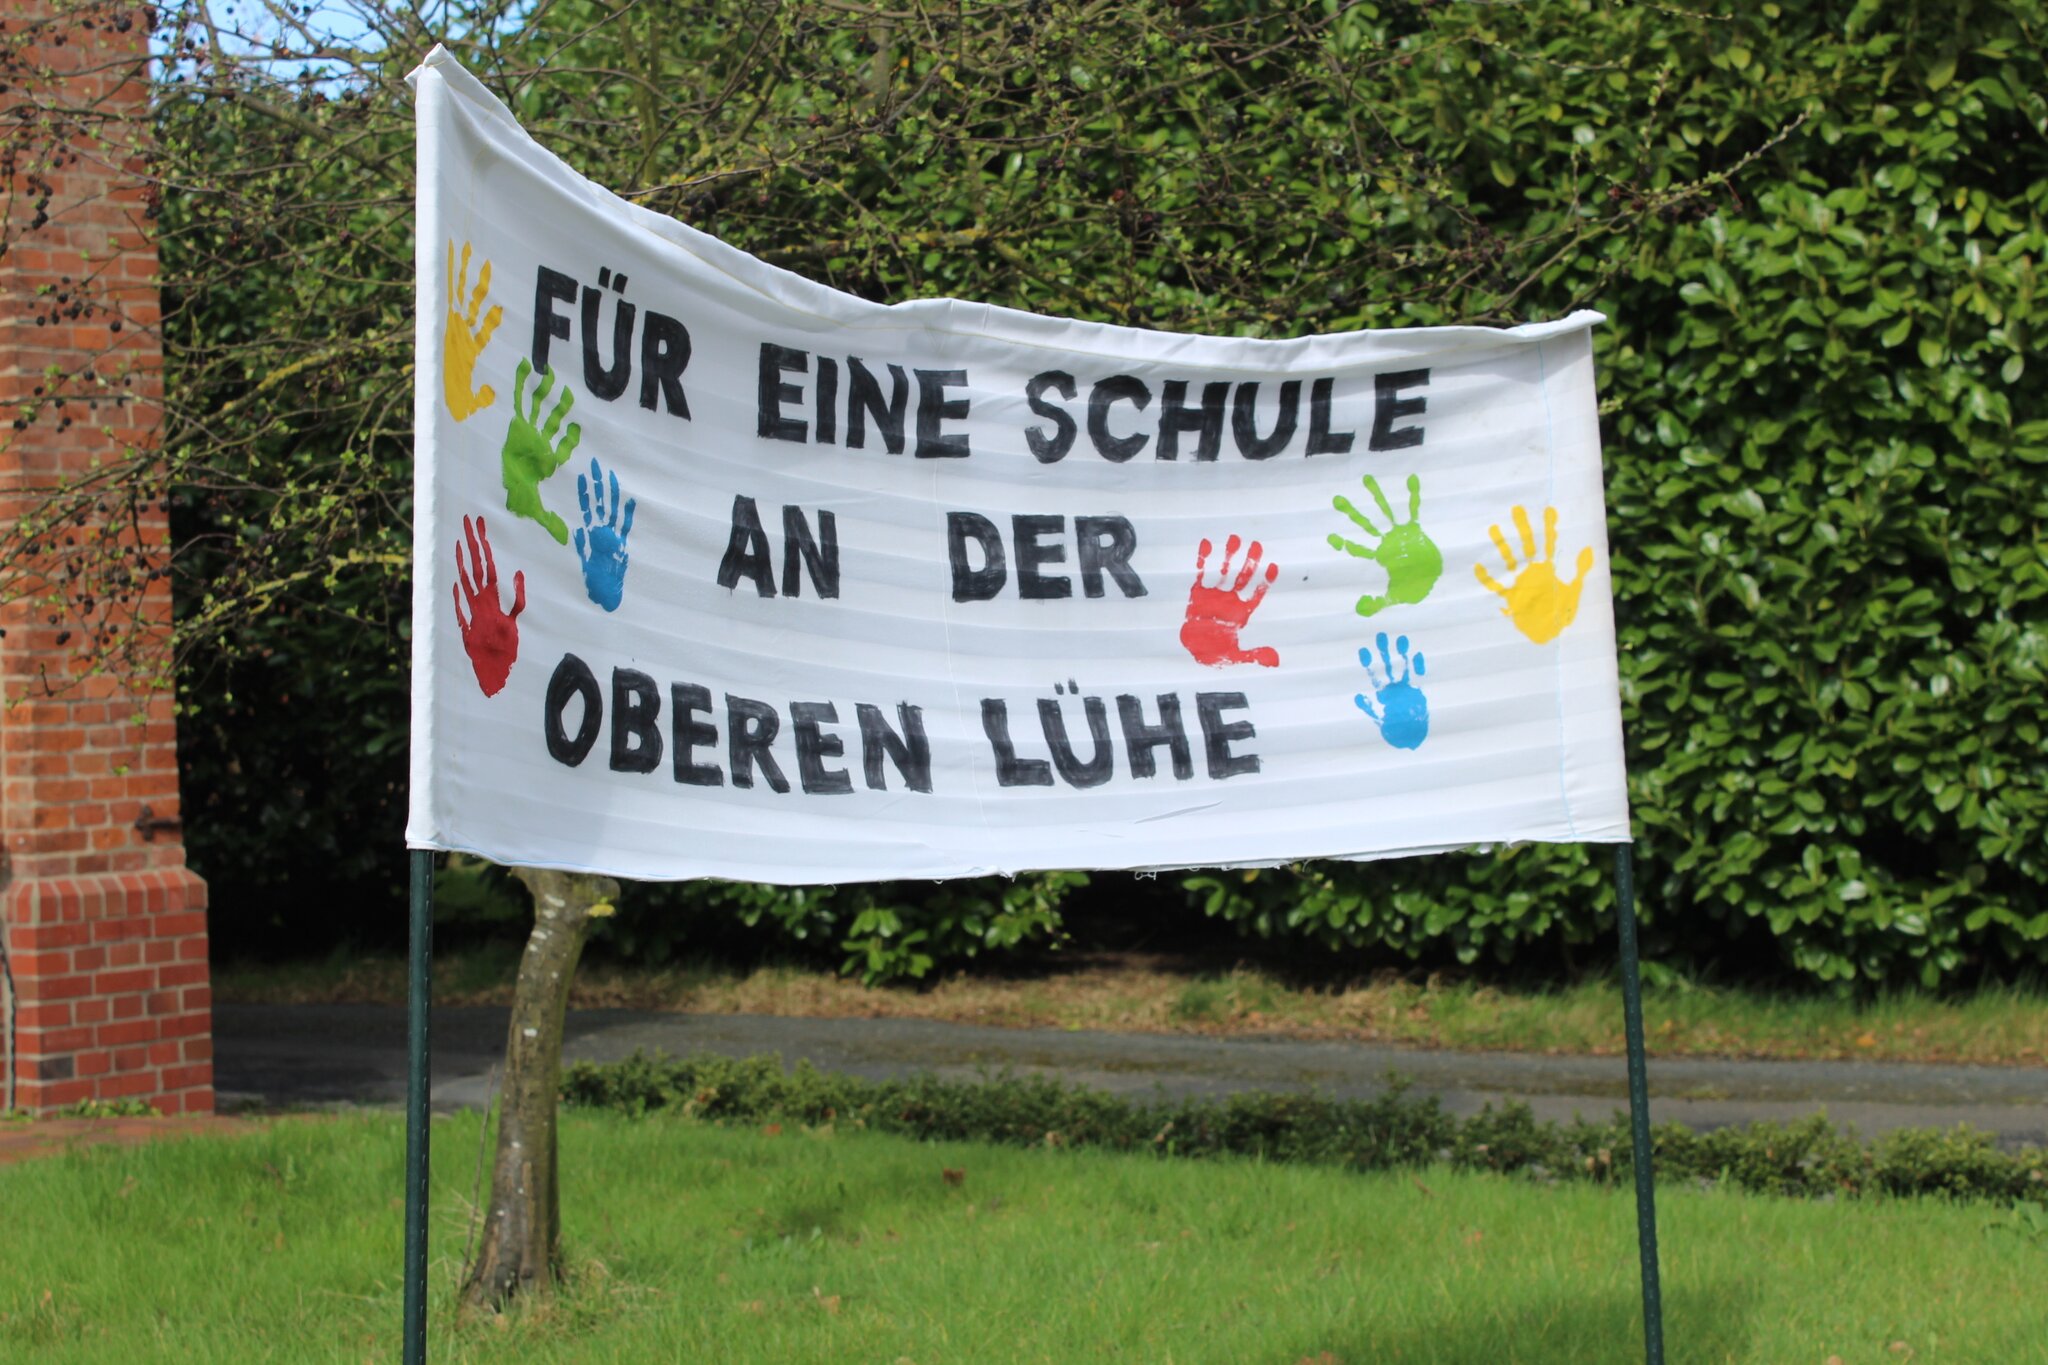 FÜR EINE SCHULE
AN DER
OBEREN LÜHE